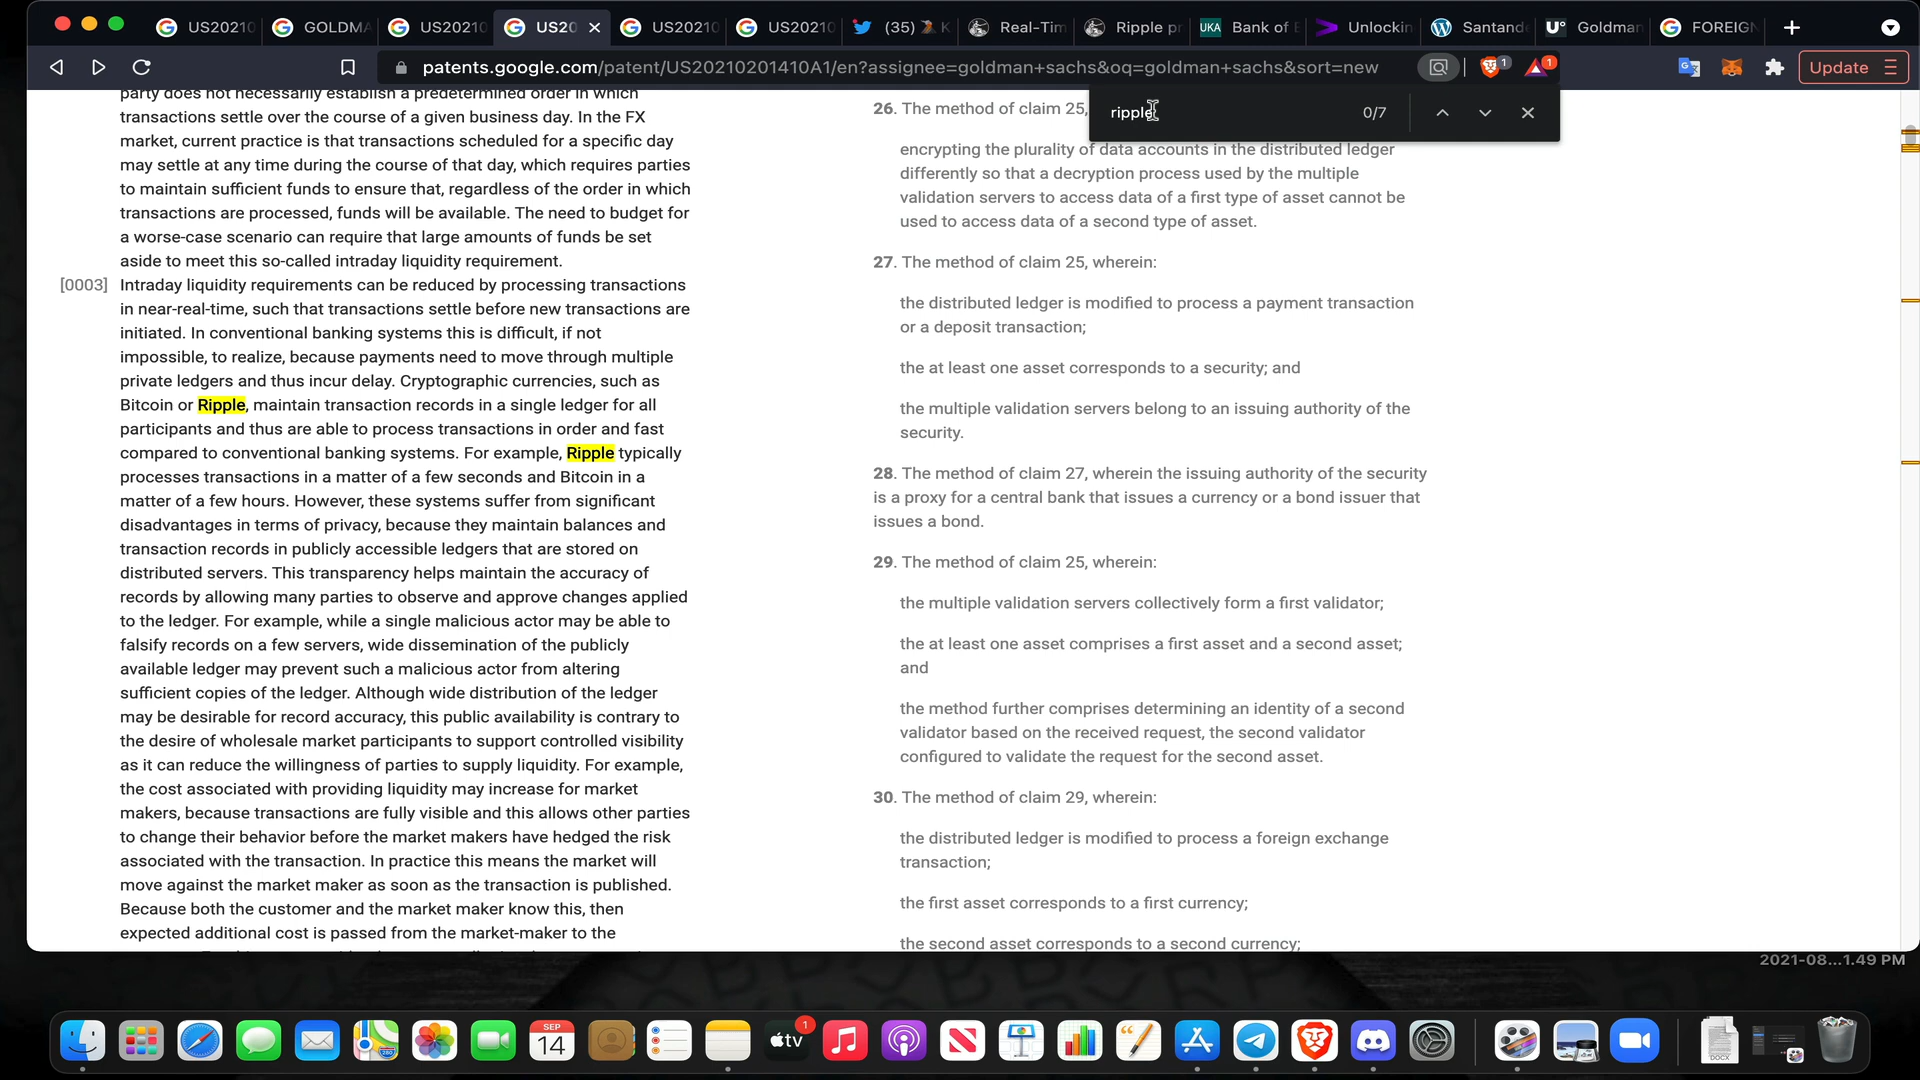 US20210
GOLDMA
US20210
US20
US20210
US20210
(35)
K
Real-Tim
Ripple pr
UKA
Bank of E
Unlockin
Santand
U
Goldman
FOREIGN
patents.google.com/patent/US20210201410A1/en?assignee=goldman+sachs&oq=goldman+sachs&sort=new
1
1
Update
ripple
0/7
party does not necessarily establish a predetermined order in which
transactions settle over the course of a given business day. In the FX
market, current practice is that transactions scheduled for a specific day
may settle at any time during the course of that day, which requires parties
to maintain sufficient funds to ensure that, regardless of the order in which
transactions are processed, funds will be available. The need to budget for
a worse-case scenario can require that large amounts of funds be set
aside to meet this so-called intraday liquidity requirement.
[0003] Intraday liquidity requirements can be reduced by processing transactions
in near-real-time, such that transactions settle before new transactions are
initiated. In conventional banking systems this is difficult, if not
impossible, to realize, because payments need to move through multiple
private ledgers and thus incur delay. Cryptographic currencies, such as
Bitcoin or Ripple, maintain transaction records in a single ledger for all
participants and thus are able to process transactions in order and fast
compared to conventional banking systems. For example, Ripple typically
processes transactions in a matter of a few seconds and Bitcoin in a
matter of a few hours. However, these systems suffer from significant
disadvantages in terms of privacy, because they maintain balances and
transaction records in publicly accessible ledgers that are stored on
distributed servers. This transparency helps maintain the accuracy of
records by allowing many parties to observe and approve changes applied
to the ledger. For example, while a single malicious actor may be able to
falsify records on a few servers, wide dissemination of the publicly
available ledger may prevent such a malicious actor from altering
sufficient copies of the ledger. Although wide distribution of the ledger
may be desirable for record accuracy, this public availability is contrary to
the desire of wholesale market participants to support controlled visibility
as it can reduce the willingness of parties to supply liquidity. For example,
the cost associated with providing liquidity may increase for market
makers, because transactions are fully visible and this allows other parties
to change their behavior before the market makers have hedged the risk
associated with the transaction. In practice this means the market will
move against the market maker as soon as the transaction is published.
Because both the customer and the market maker know this, then
expected additional cost is passed from the market-maker to the
26. The method of claim 25,
encrypting the plurality of data accounts in the distributed ledger
differently so that a decryption process used by the multiple
validation servers to access data of a first type of asset cannot be
used to access data of a second type of asset.
27. The method of claim 25, wherein:
the distributed ledger is modified to process a payment transaction
or a deposit transaction;
the at least one asset corresponds to a security; and
the multiple validation servers belong to an issuing authority of the
security.
28. The method of claim 27, wherein the issuing authority of the security
is a proxy for a central bank that issues a currency or a bond issuer that
issues a bond.
29. The method of claim 25, wherein:
the multiple validation servers collectively form a first validator;
the at least one asset comprises a first asset and a second asset;
and
the method further comprises determining an identity of a second
validator based on the received request, the second validator
configured to validate the request for the second asset.
30. The method of claim 29, wherein:
the distributed ledger is modified to process a foreign exchange
transaction;
the first asset corresponds to a first currency;
the second asset corresponds to a second currency;
2021-08...1.49 PM
SEP
14
tv
1
DOCX